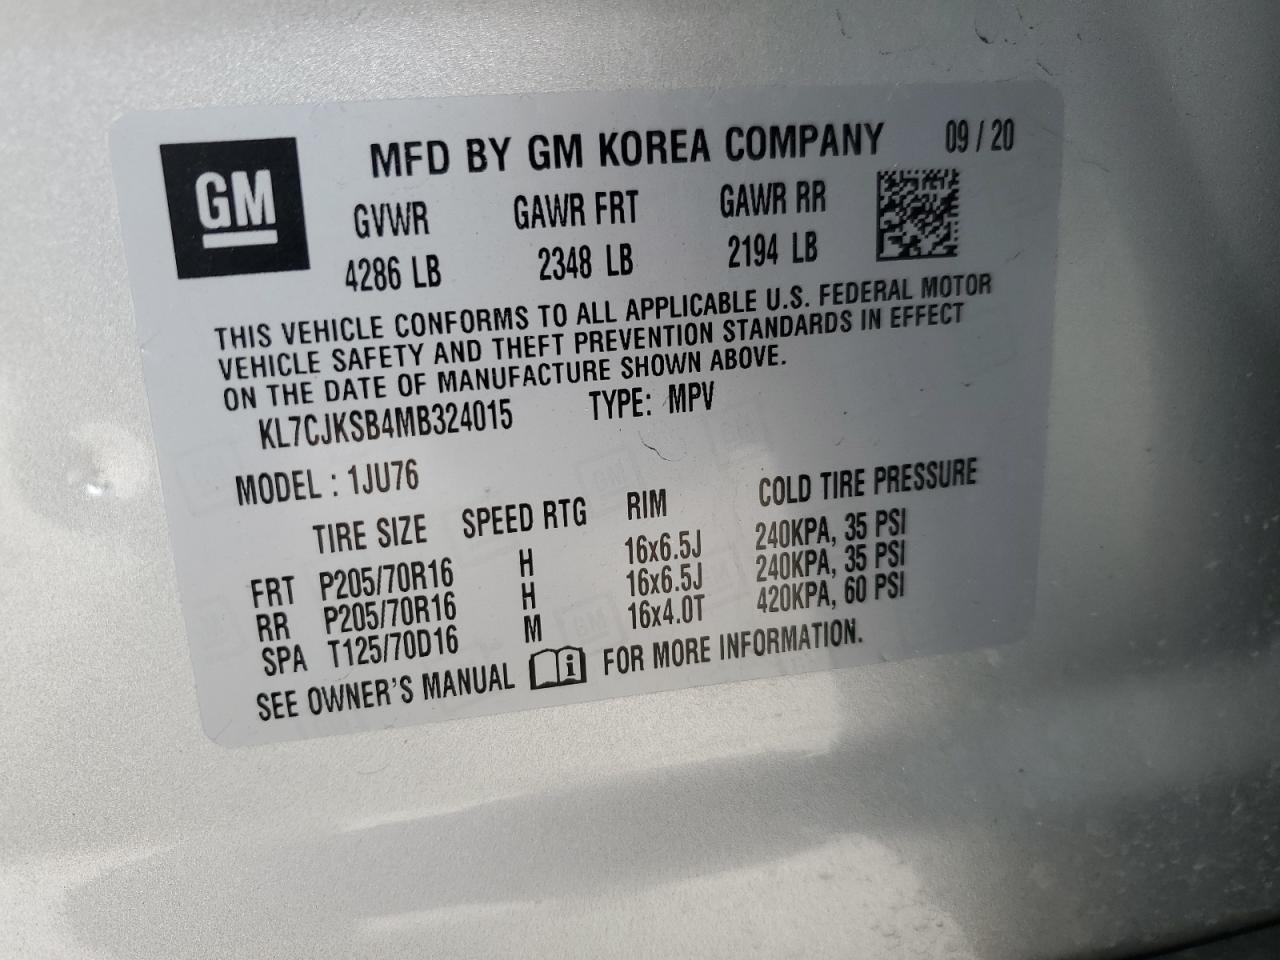 GM
MFD BY GM KOREA COMPANY 09 / 20
GVWR GAWR FRT GAWR RR
4286 LB 2348 LB 2194 LB
THIS VEHICLE CONFORMS TO ALL APPLICABLE U.S. FEDERAL MOTOR
VEHICLE SAFETY AND THEFT PREVENTION STANDARDS IN EFFECT
ON THE DATE OF MANUFACTURE SHOWN ABOVE.
KL7CJKSB4MB324015 TYPE: MPV
MODEL : 1JU76
TIRE SIZE SPEED RTG RIM COLD TIRE PRESSURE
FRT P205/70R16 H 16x6.5J 240KPA, 35 PSI
RR P205/70R16 H 16x6.5J 240KPA, 35 PSI
SPA T125/70D16 M 16x4.0T 420KPA, 60 PSI
SEE OWNER'S MANUAL FOR MORE INFORMATION.